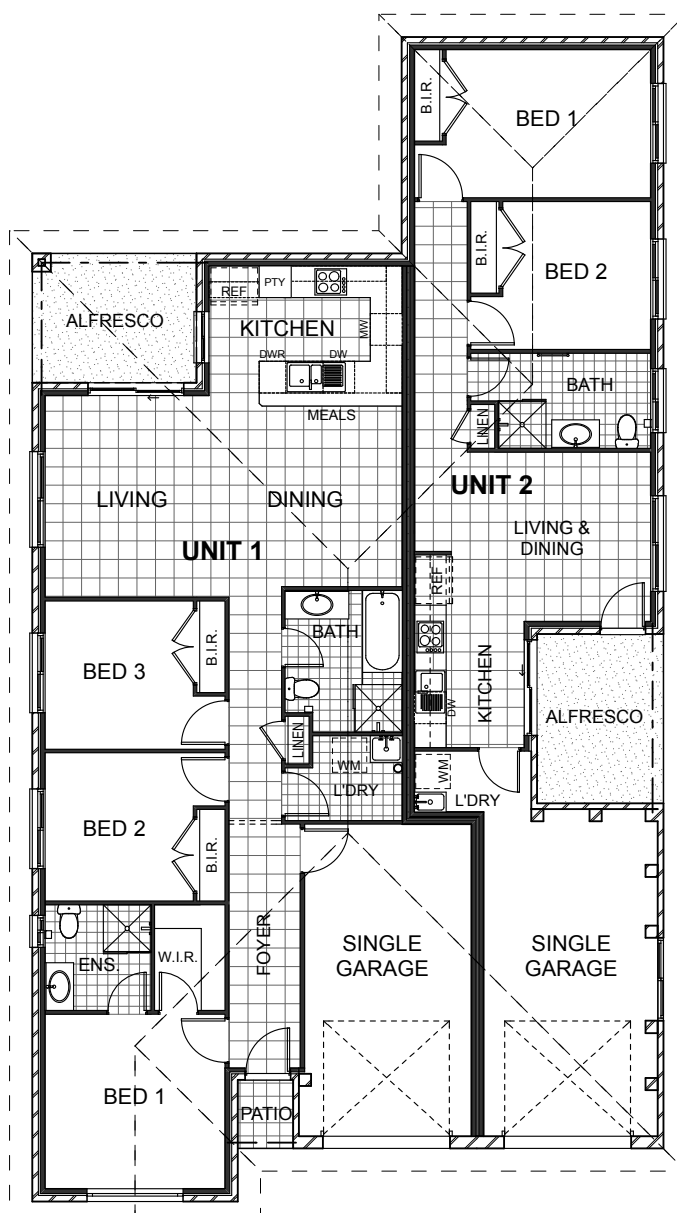 B.I.R.
BED 1
B.I.R.
BED 2
ALFRESCO
REF
PTY
KITCHEN
MW
DWR
DW
MEALS
BATH
LINEN
LIVING
DINING
UNIT 1
UNIT 2
LIVING &
DINING
REF
KITCHEN
DW
ALFRESCO
BATH
BED 3
B.I.R.
LINEN
WM
L'DRY
WM
L'DRY
BED 2
B.I.R.
ENS.
W.I.R.
FOYER
SINGLE
GARAGE
SINGLE
GARAGE
BED 1
PATIO